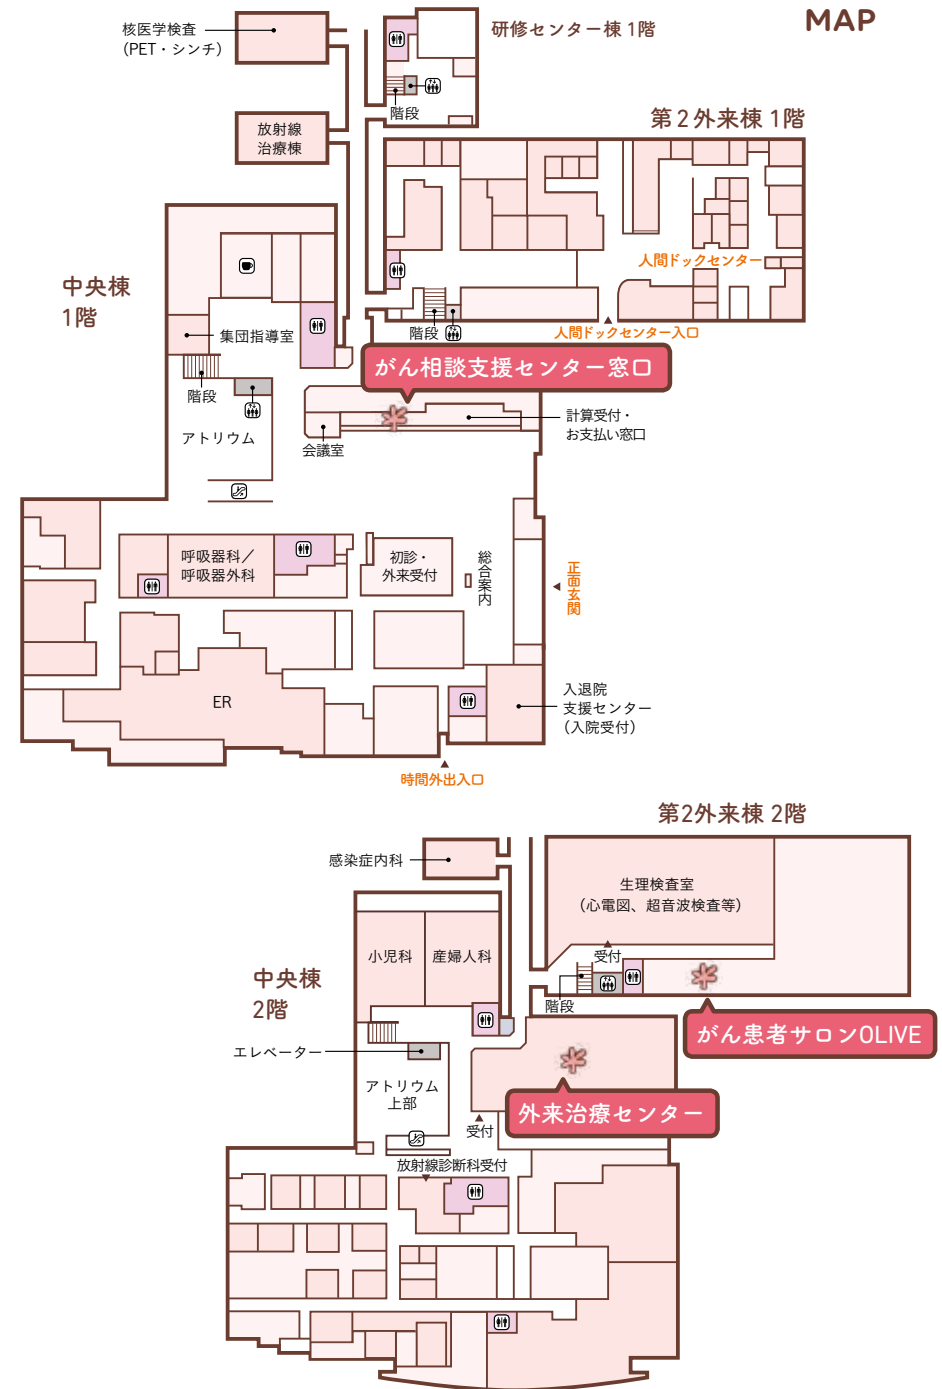 MAP
核医学検査
（PET・シンチ）
研修センター棟 1階
階段
放射線
治療棟
第2外来棟 1階
人間ドックセンター
人間ドックセンター入口
階段
中央棟
1階
集団指導室
階段
アトリウム
がん相談支援センター窓口
会議室
計算受付・
お支払い窓口
呼吸器科／
呼吸器外科
初診・
外来受付
総合案内
正面玄関
ER
入退院
支援センター
（入院受付）
時間外出入口
第2外来棟 2階
感染症内科
生理検査室
（心電図、超音波検査等）
受付
階段
がん患者サロンOLIVE
中央棟
2階
小児科
産婦人科
エレベーター
アトリウム
上部
外来治療センター
受付
放射線診断科受付